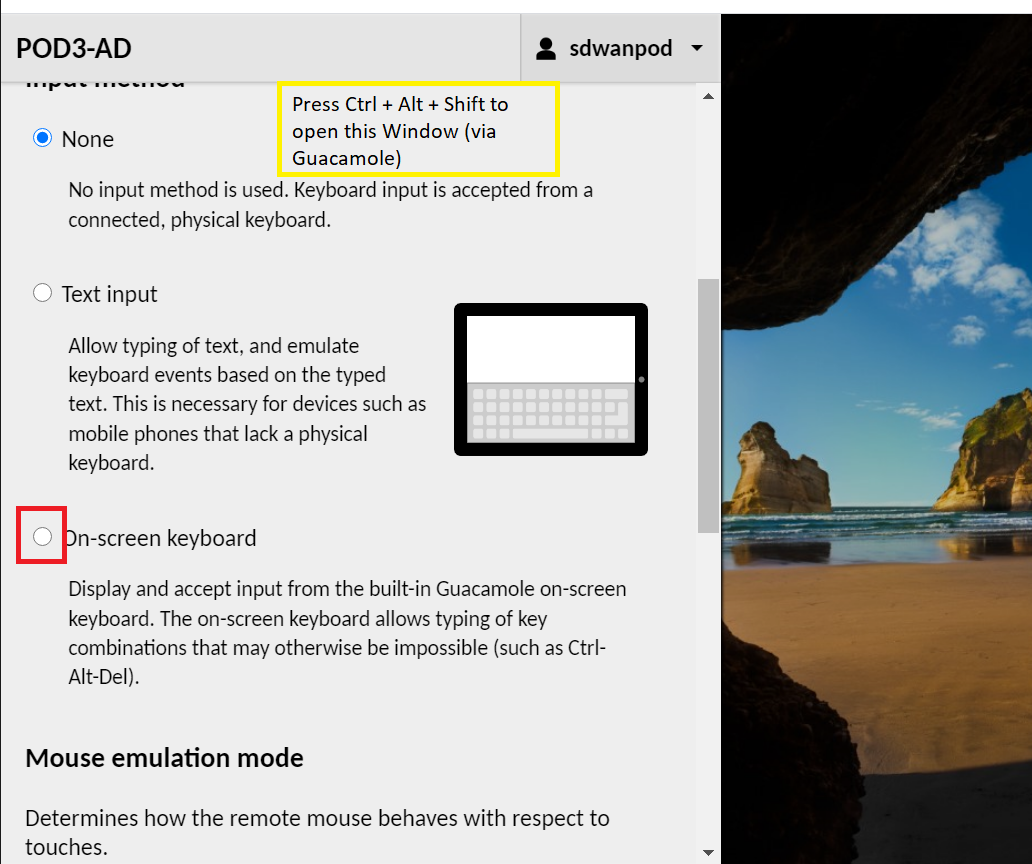 POD3-AD
sdwanpod
Input method
Press Ctrl + Alt + Shift to
open this Window (via
Guacamole)
None
No input method is used. Keyboard input is accepted from a
connected, physical keyboard.
Text input
Allow typing of text, and emulate
keyboard events based on the typed
text. This is necessary for devices such as
mobile phones that lack a physical
keyboard.
On-screen keyboard
Display and accept input from the built-in Guacamole on-screen
keyboard. The on-screen keyboard allows typing of key
combinations that may otherwise be impossible (such as Ctrl-
Alt-Del).
Mouse emulation mode
Determines how the remote mouse behaves with respect to
touches.